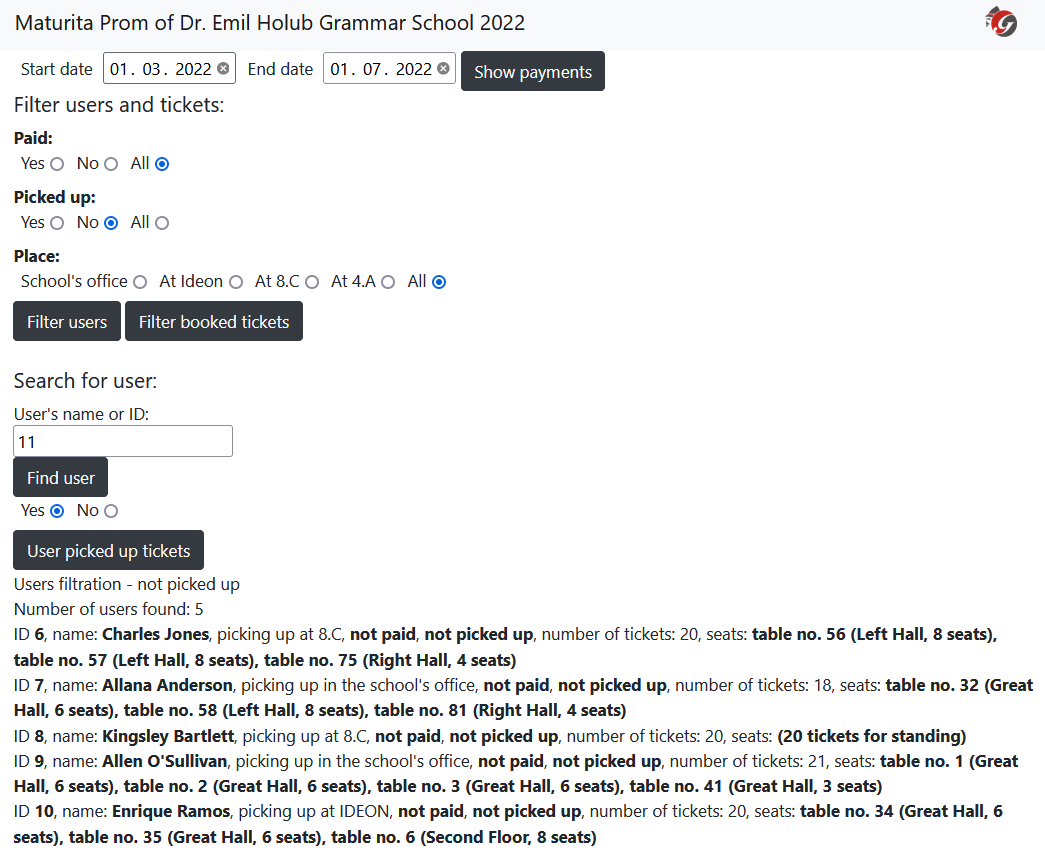 Maturita Prom of Dr. Emil Holub Grammar School 2022
Start date 01. 03. 2022 End date 01. 07. 2022 Show payments
Filter users and tickets:
Paid:
Yes No All
Picked up:
Yes No All
Place:
School's office At Ideon At 8.C At 4.A All
Filter users Filter booked tickets
Search for user:
User's name or ID:
11
Find user
Yes No
User picked up tickets
Users filtration - not picked up
Number of users found: 5
ID 6, name: Charles Jones, picking up at 8.C, not paid, not picked up, number of tickets: 20, seats: table no. 56 (Left Hall, 8 seats),
table no. 57 (Left Hall, 8 seats), table no. 75 (Right Hall, 4 seats)
ID 7, name: Allana Anderson, picking up in the school's office, not paid, not picked up, number of tickets: 18, seats: table no. 32 (Great
Hall, 6 seats), table no. 58 (Left Hall, 8 seats), table no. 81 (Right Hall, 4 seats)
ID 8, name: Kingsley Bartlett, picking up at 8.C, not paid, not picked up, number of tickets: 20, seats: (20 tickets for standing)
ID 9, name: Allen O'Sullivan, picking up in the school's office, not paid, not picked up, number of tickets: 21, seats: table no. 1 (Great
Hall, 6 seats), table no. 2 (Great Hall, 6 seats), table no. 3 (Great Hall, 6 seats), table no. 41 (Great Hall, 3 seats)
ID 10, name: Enrique Ramos, picking up at IDEON, not paid, not picked up, number of tickets: 20, seats: table no. 34 (Great Hall, 6
seats), table no. 35 (Great Hall, 6 seats), table no. 6 (Second Floor, 8 seats)